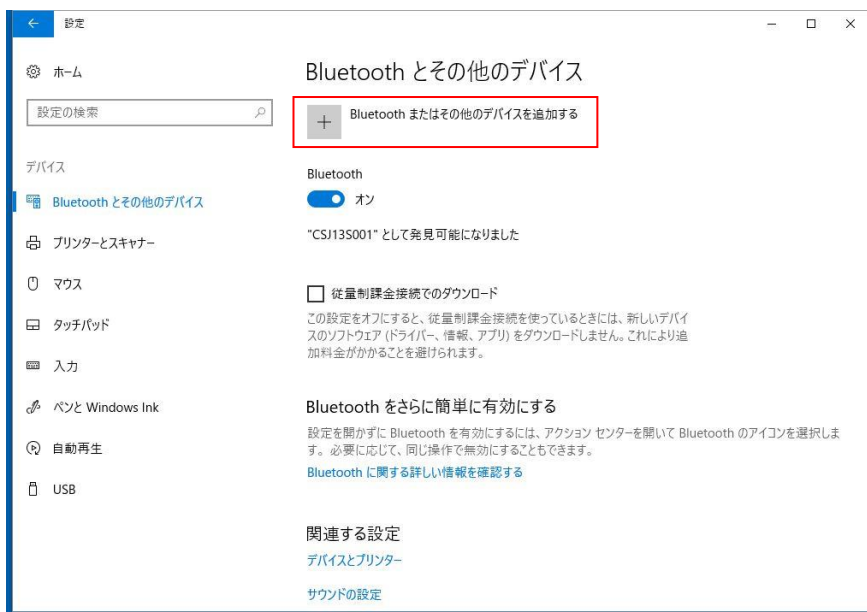 設定
ホーム
設定の検索
デバイス
Bluetooth とその他のデバイス
プリンターとスキャナー
マウス
タッチパッド
入力
ペンと Windows Ink
自動再生
USB
Bluetooth とその他のデバイス
Bluetooth またはその他のデバイスを追加する
Bluetooth
オン
"CSJ13S001" として発見可能になりました
従量制課金接続でのダウンロード
この設定をオフにすると、従量制課金接続を使っているときには、新しいデバイ
スのソフトウェア (ドライバー、情報、アプリ) をダウンロードしません。これにより追
加料金がかかることを避けられます。
Bluetooth をさらに簡単に有効にする
設定を開かずに Bluetooth を有効にするには、アクション センターを開いて Bluetooth のアイコンを選択しま
す。必要に応じて、同じ操作で無効にすることもできます。
Bluetooth に関する詳しい情報を確認する
関連する設定
デバイスとプリンター
サウンドの設定